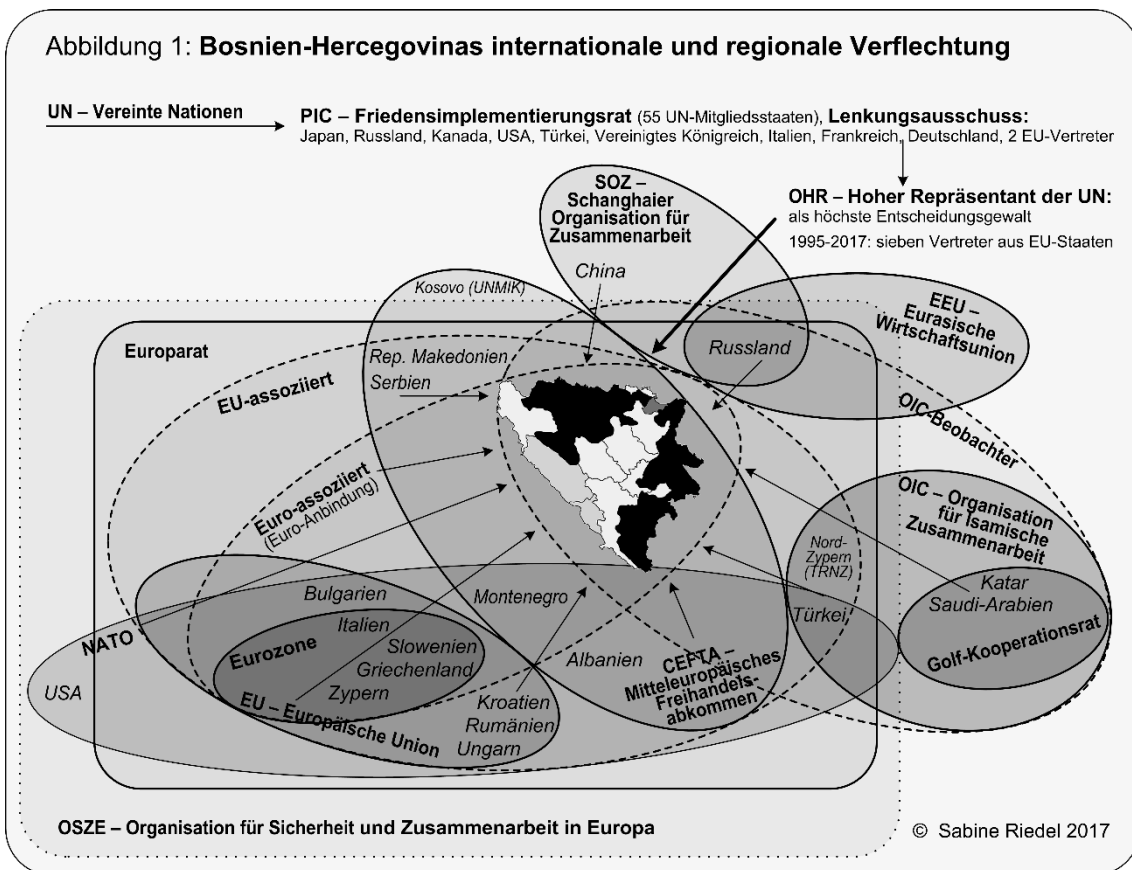 Abbildung 1: Bosnien-Hercegovinas internationale und regionale Verflechtung
UN – Vereinte Nationen
PIC – Friedensimplementierungsrat (55 UN-Mitgliedsstaaten), Lenkungsausschuss:
Japan, Russland, Kanada, USA, Türkei, Vereinigtes Königreich, Italien, Frankreich, Deutschland, 2 EU-Vertreter
SOZ –
Schanghaier
Organisation für
Zusammenarbeit
China
OHR – Hoher Repräsentant der UN:
als höchste Entscheidungsgewalt
1995-2017: sieben Vertreter aus EU-Staaten
Kosovo (UNMIK)
EEU –
Eurasische
Wirtschaftsunion
Russland
Europarat
Rep. Makedonien
Serbien
EU-assoziiert
OIC-Beobachter
Euro-assoziiert
(Euro-Anbindung)
OIC – Organisation
für Isamische
Zusammenarbeit
Nord-
Zypern
(TRNZ)
Katar
Saudi-Arabien
Golf-Kooperationsrat
Türkei
Bulgarien
Montenegro
NATO
Italien
Eurozone
Slowenien
Griechenland
Zypern
USA
Albanien
CEFTA –
Mitteleuropäisches
Freihandels-
abkommen
EU – Europäische Union
Kroatien
Rumänien
Ungarn
OSZE – Organisation für Sicherheit und Zusammenarbeit in Europa
© Sabine Riedel 2017